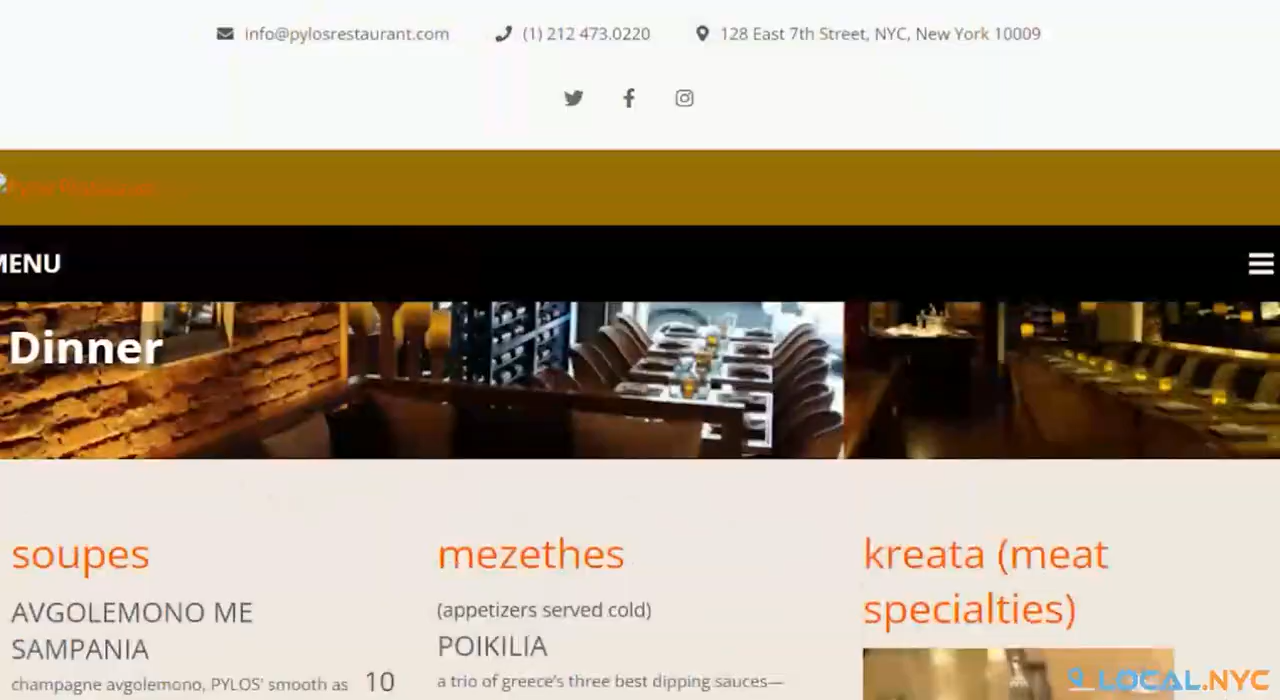 info@pylosrestaurant.com
(1) 212 473.0220
128 East 7th Street, NYC, New York 10009
MENU
Dinner
soupes
AVGOLEMONO ME
SAMPANIA
champagne avgolemono, PYLOS' smooth as
10
mezethes
(appetizers served cold)
POIKILIA
a trio of greece's three best dipping sauces—
kreata (meat
specialties)
LOCAL.NYC